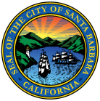 SEAL OF THE CITY OF SANTA BARBARA
CALIFORNIA